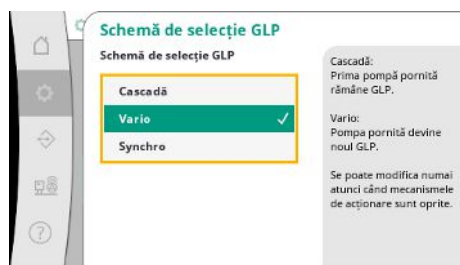 Schemă de selecție GLP
Schemă de selecție GLP
Cascadă
Vario
Synchro
Cascadă:
Prima pompă pornită
rămâne GLP.
Vario:
Pompa pornită devine
noul GLP.
Se poate modifica numai
atunci când mecanismele
de acționare sunt oprite.